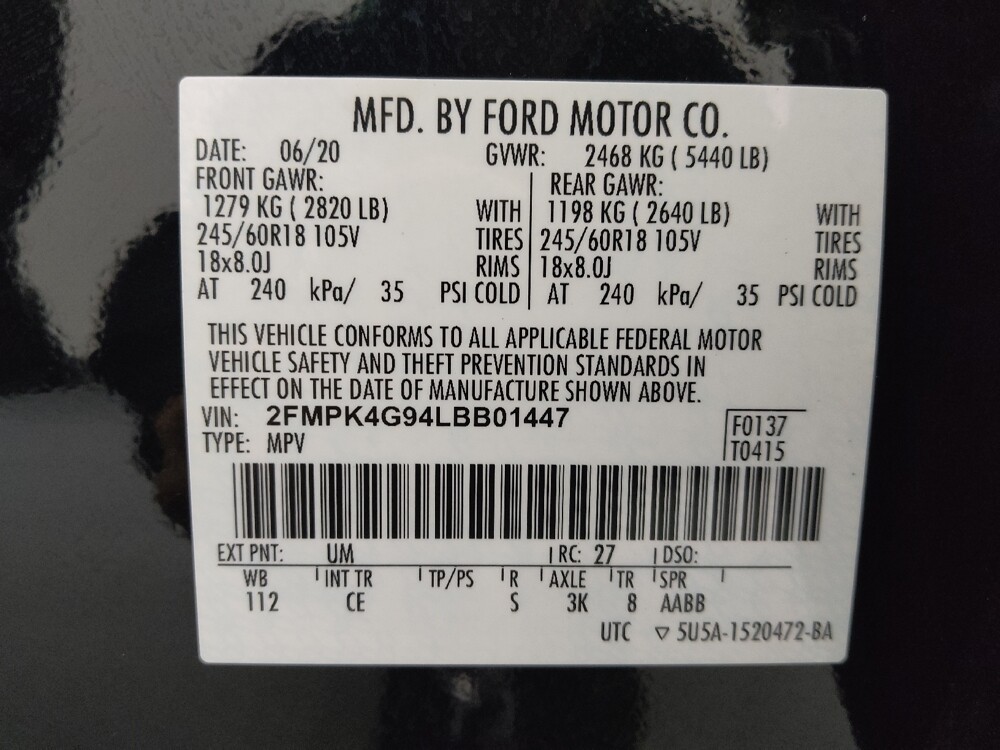 MFD. BY FORD MOTOR CO.
DATE: 06/20 GVWR: 2468 KG ( 5440 LB)
FRONT GAWR: REAR GAWR:
1279 KG ( 2820 LB) WITH 1198 KG ( 2640 LB) WITH
245/60R18 105V TIRES 245/60R18 105V TIRES
18x8.0J RIMS 18x8.0J RIMS
AT 240 kPa/ 35 PSI COLD AT 240 kPa/ 35 PSI COLD
THIS VEHICLE CONFORMS TO ALL APPLICABLE FEDERAL MOTOR
VEHICLE SAFETY AND THEFT PREVENTION STANDARDS IN
EFFECT ON THE DATE OF MANUFACTURE SHOWN ABOVE.
VIN: 2FMPK4G94LBB01447 F0137
TYPE: MPV T0415
EXT PNT: UM RC: 27 DSO:
WB INT TR TP/PS R AXLE TR SPR
112 CE S 3K 8 AABB
UTC ▽ 5U5A-1520472-BA